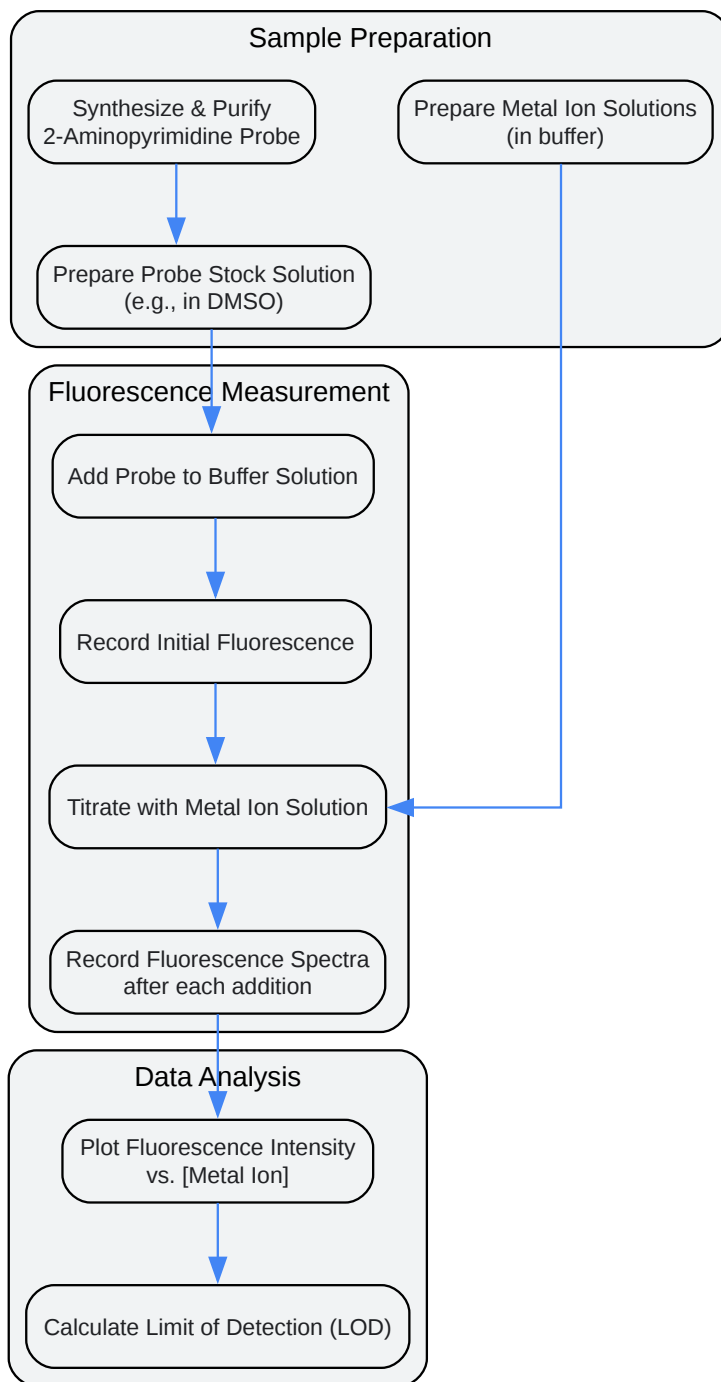 Sample Preparation
Synthesize & Purify
2-Aminopyrimidine Probe
Prepare Metal Ion Solutions
(in buffer)
Prepare Probe Stock Solution
(e.g., in DMSO)
Fluorescence Measurement
Add Probe to Buffer Solution
Record Initial Fluorescence
Titrate with Metal Ion Solution
Record Fluorescence Spectra
after each addition
Data Analysis
Plot Fluorescence Intensity
vs. [Metal Ion]
Calculate Limit of Detection (LOD)